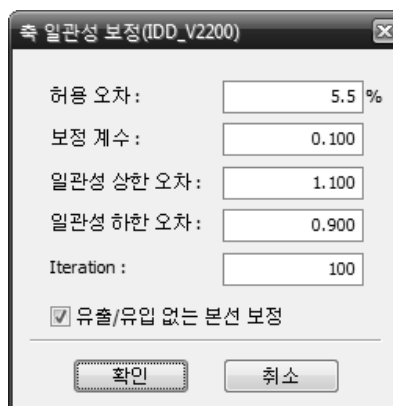 축 일관성 보정(IDD_V2200)
허용 오차: 5.5 %
보정 계수: 0.100
일관성 상한 오차: 1.100
일관성 하한 오차: 0.900
Iteration : 100
유출/유입 없는 본선 보정
확인 취소